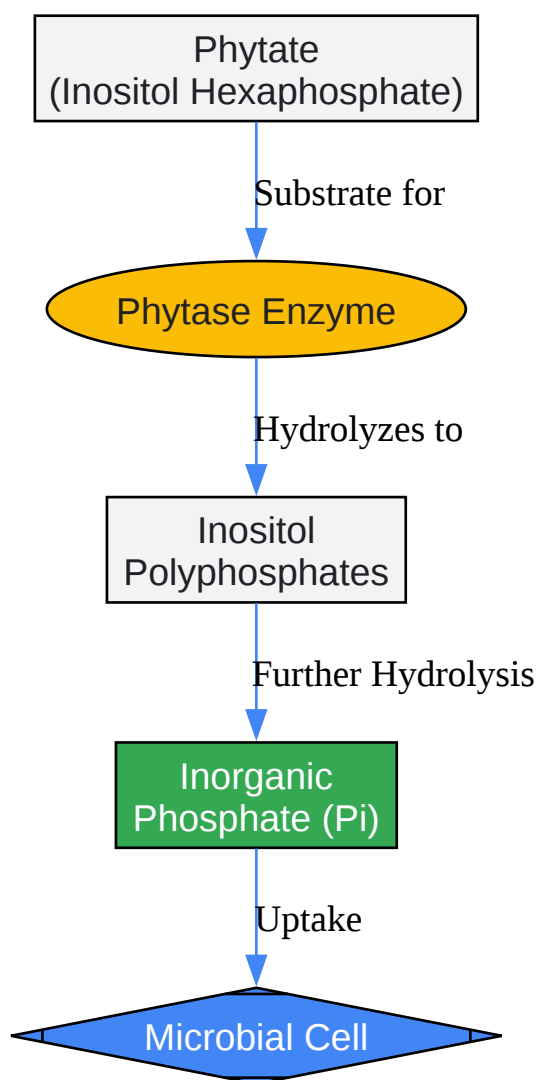 Phytate
(Inositol Hexaphosphate)
Substrate for
Phytase Enzyme
Hydrolyzes to
Inositol
Polyphosphates
Further Hydrolysis
Inorganic
Phosphate (Pi)
Uptake
Microbial Cell